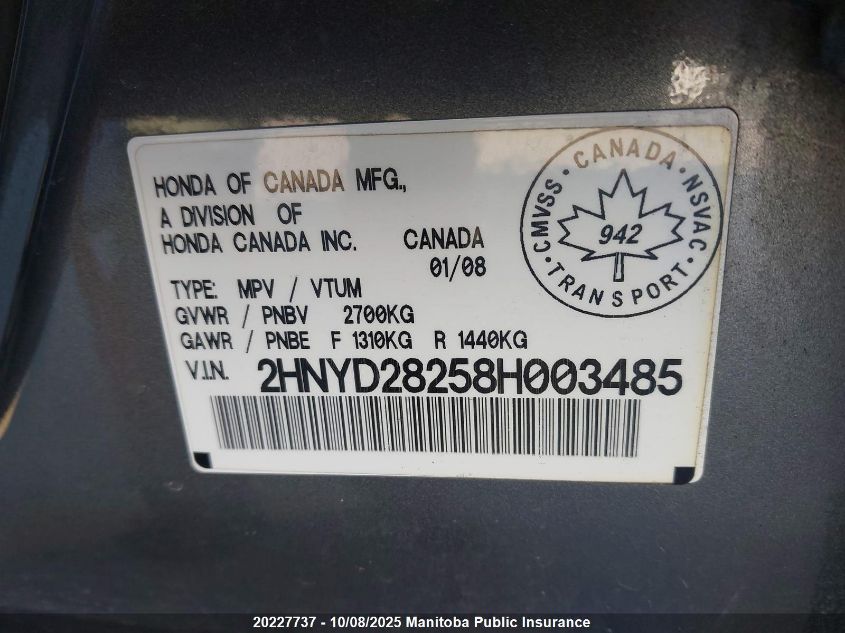 HONDA OF CANADA MFG.,
A DIVISION OF
HONDA CANADA INC. CANADA
01/08
TYPE: MPV / VTUM
GVWR / PNBV 2700KG
GAWR / PNBE F 1310KG R 1440KG
V.I.N. 2HNYD28258H003485
CMVSS · CANADA · NSVAC · TRANSPORT ·
942
20227737 - 10/08/2025 Manitoba Public Insurance